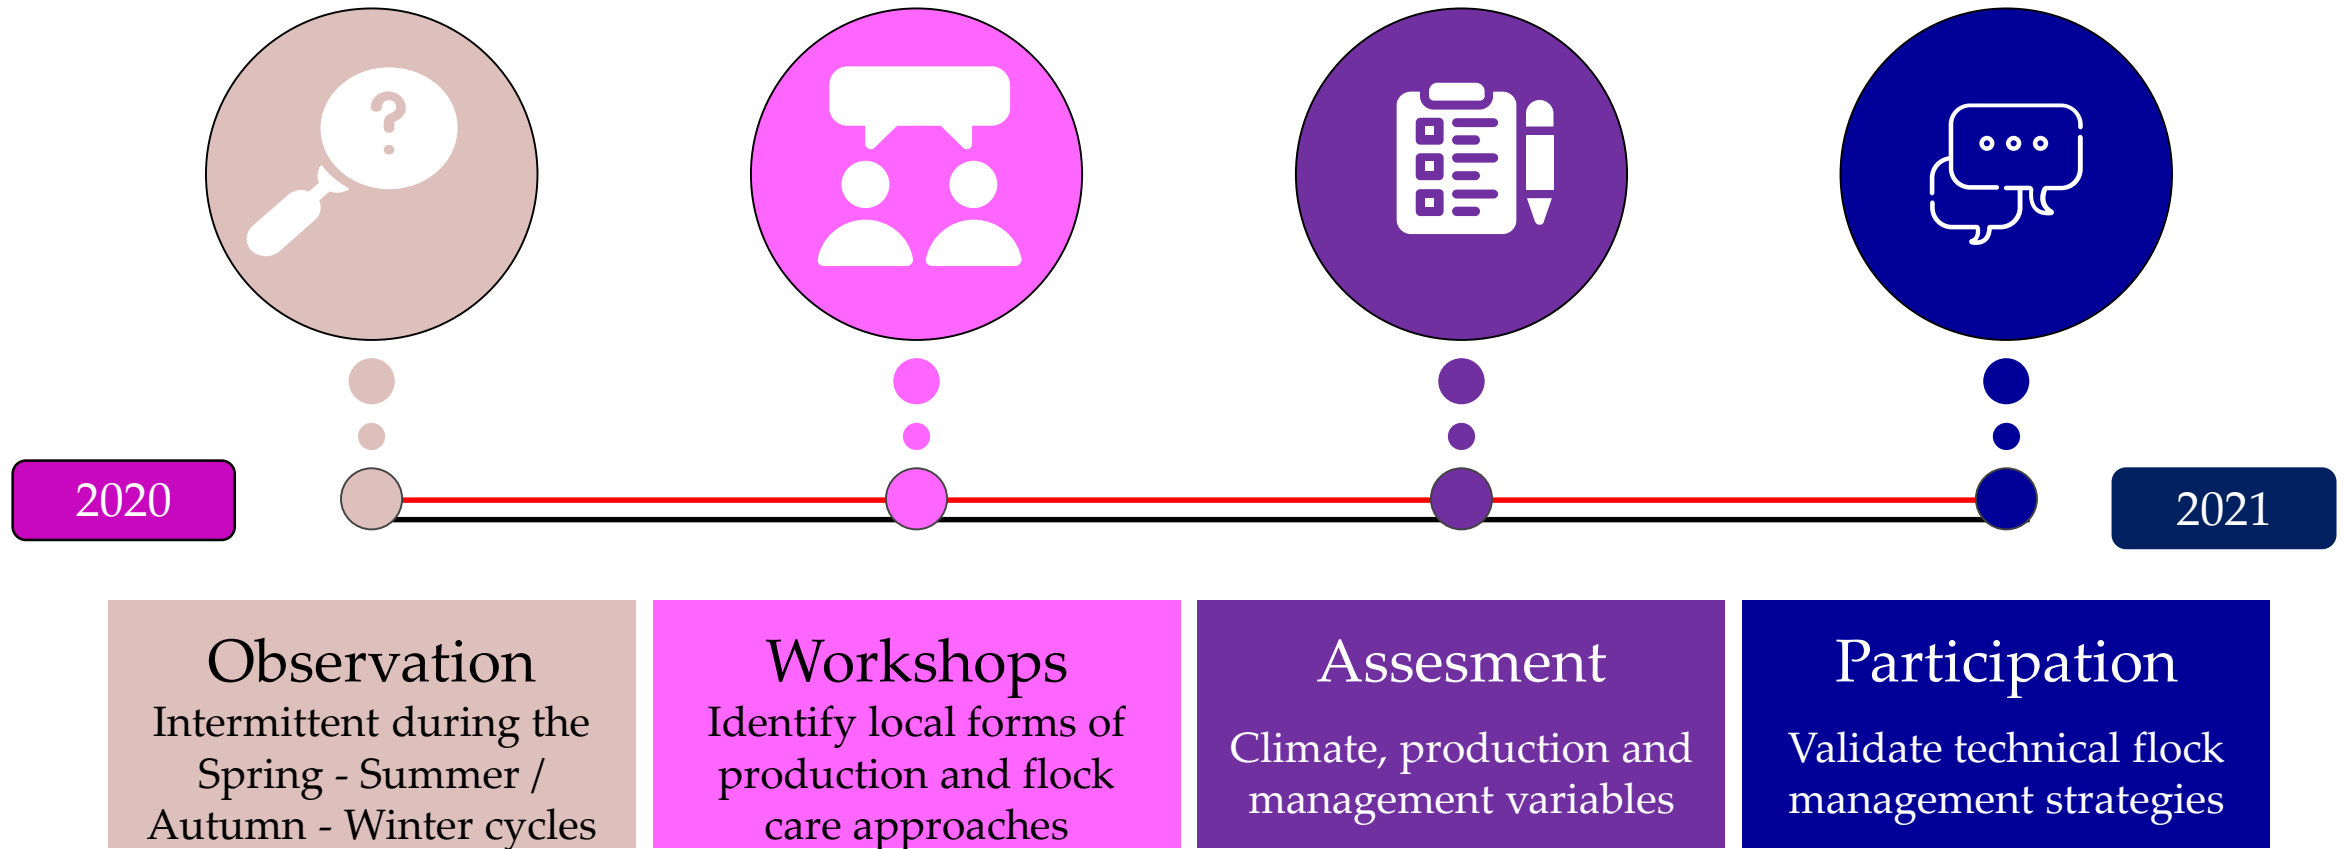 ?
2020
2021
Observation
Intermittent during the
Spring - Summer /
Autumn - Winter cycles
Workshops
Identify local forms of
production and flock
care approaches
Assesment
Climate, production and
management variables
Participation
Validate technical flock
management strategies